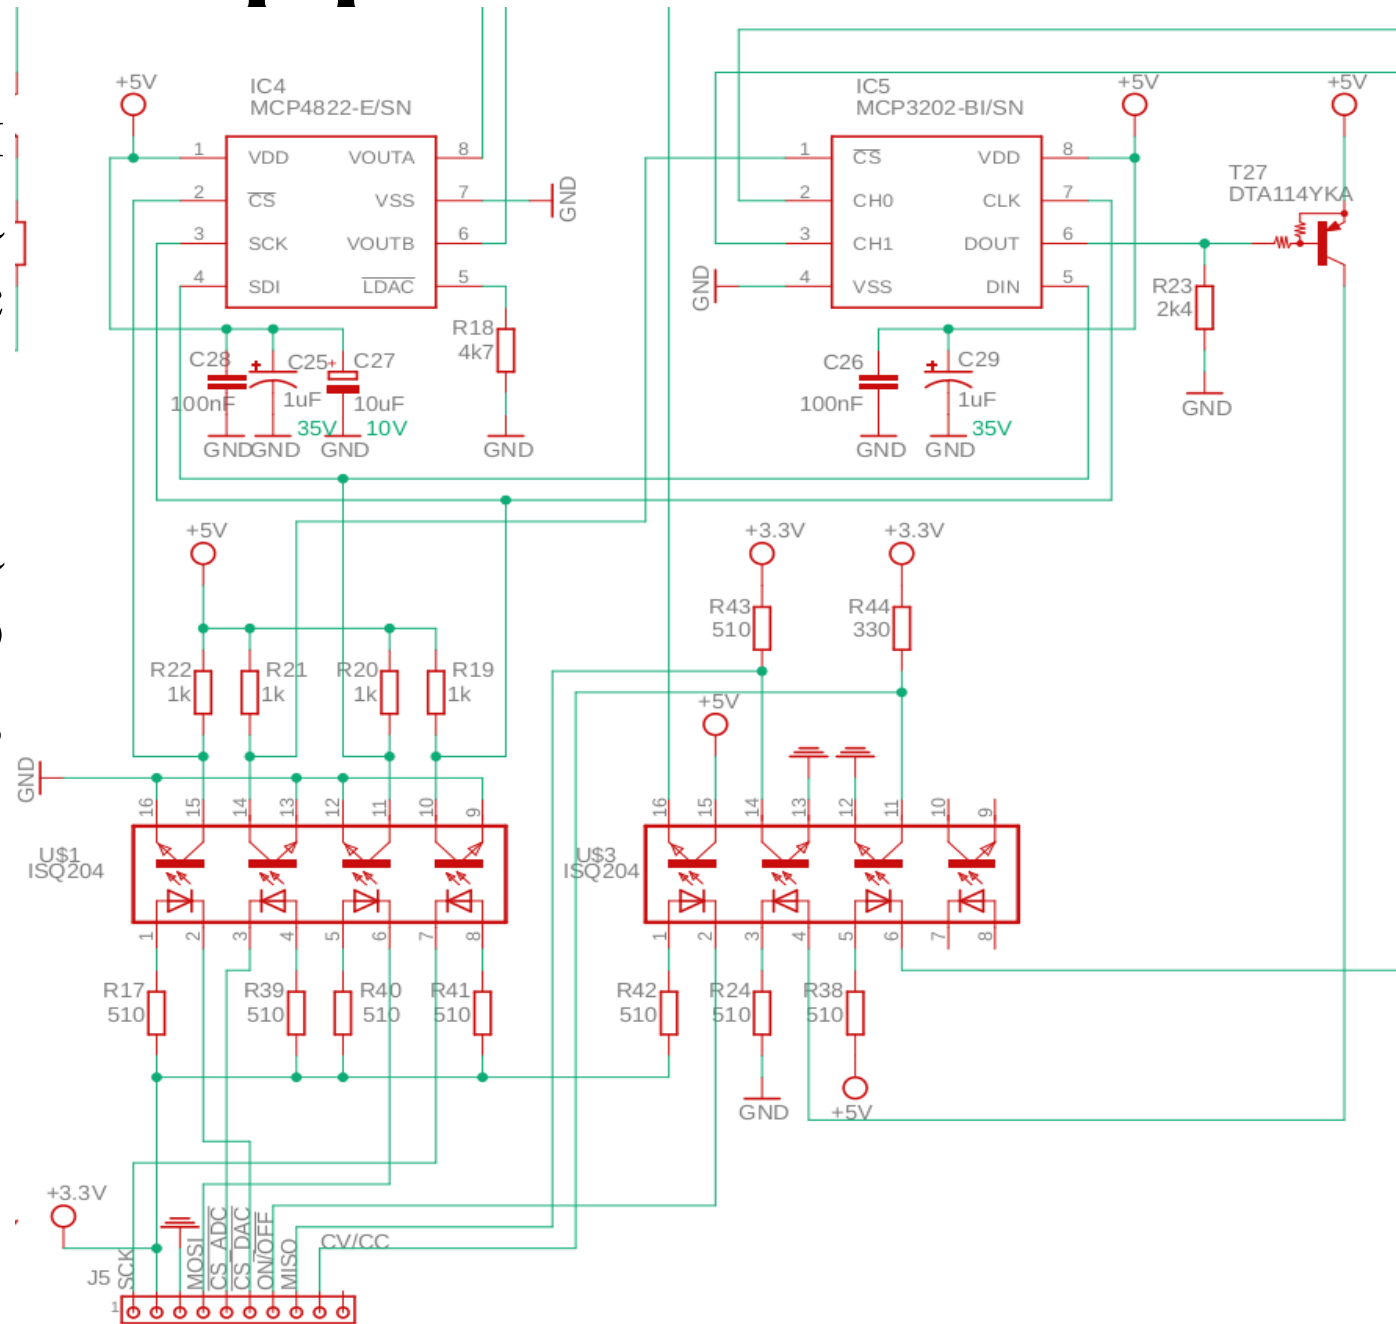 +5V
IC4
MCP4822-E/SN
1 VDD VOUTA 8
2 CS VSS 7
GND
3 SCK VOUTB 6
4 SDI LDAC 5
IC5
MCP3202-BI/SN
+5V
+5V
1 CS VDD 8
2 CH0 CLK 7
3 CH1 DOUT 6
4 VSS DIN 5
GND
T27
DTA114YKA
R23
2k4
GND
R18
4k7
GND
C28
100nF
GND
C25
1uF
35V
GND
C27
10uF
10V
GND
C26
100nF
GND
C29
1uF
35V
GND
+5V
+3.3V
+3.3V
R43
510
R44
330
R22
1k
R21
1k
R20
1k
R19
1k
+5V
GND
16 15 14 13 12 11 10 9
U$1
ISQ204
1 2 3 4 5 6 7 8
16 15 14 13 12 11 10 9
U$3
ISQ204
1 2 3 4 5 6 7 8
R17
510
R39
510
R40
510
R41
510
R42
510
R24
510
R38
510
GND
+5V
+3.3V
J5
1
SCK
MOSI
CS_ADC
CS_DAC
ON/OFF
MISO
CV/CC